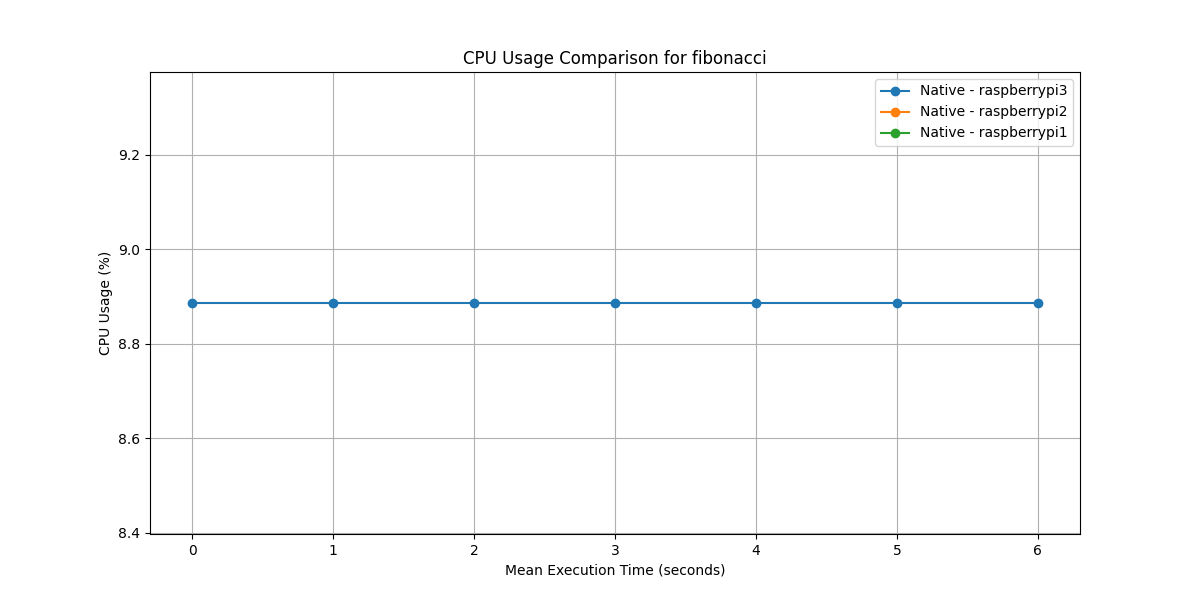 CPU Usage Comparison for fibonacci
Native - raspberrypi3
Native - raspberrypi2
Native - raspberrypi1
CPU Usage (%)
9.2
9.0
8.8
8.6
8.4
0 1 2 3 4 5 6
Mean Execution Time (seconds)